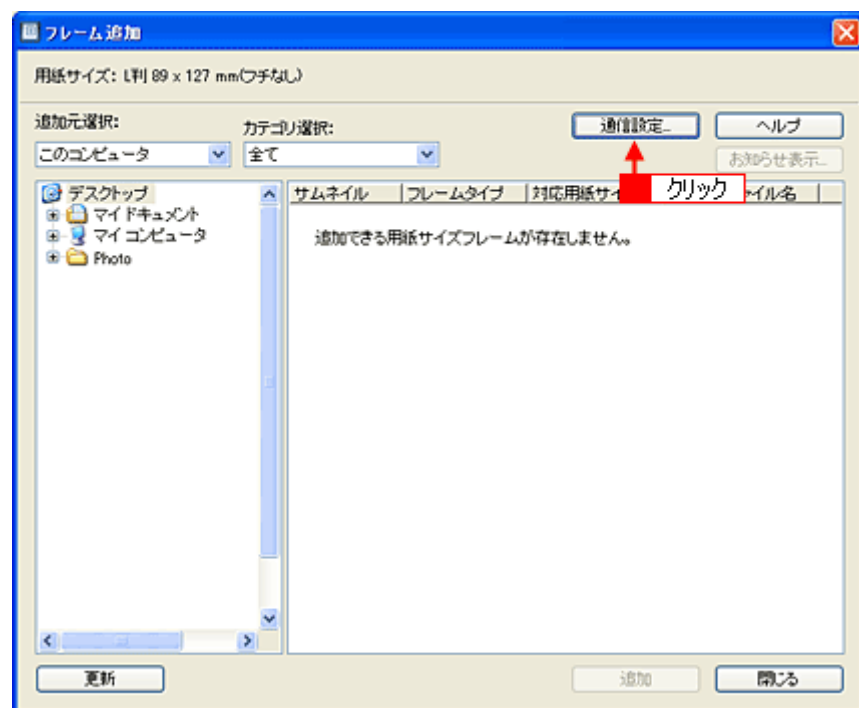 フレーム追加
用紙サイズ: L判 89 x 127 mm(フチなし)
追加元選択:
カテゴリ選択:
通信設定...
ヘルプ
このコンピュータ
全て
お知らせ表示...
デスクトップ
マイ ドキュメント
マイ コンピュータ
Photo
サムネイル
フレームタイプ
対応用紙サイ
クリック
ァイル名
追加できる用紙サイズフレームが存在しません。
更新
追加
閉じる